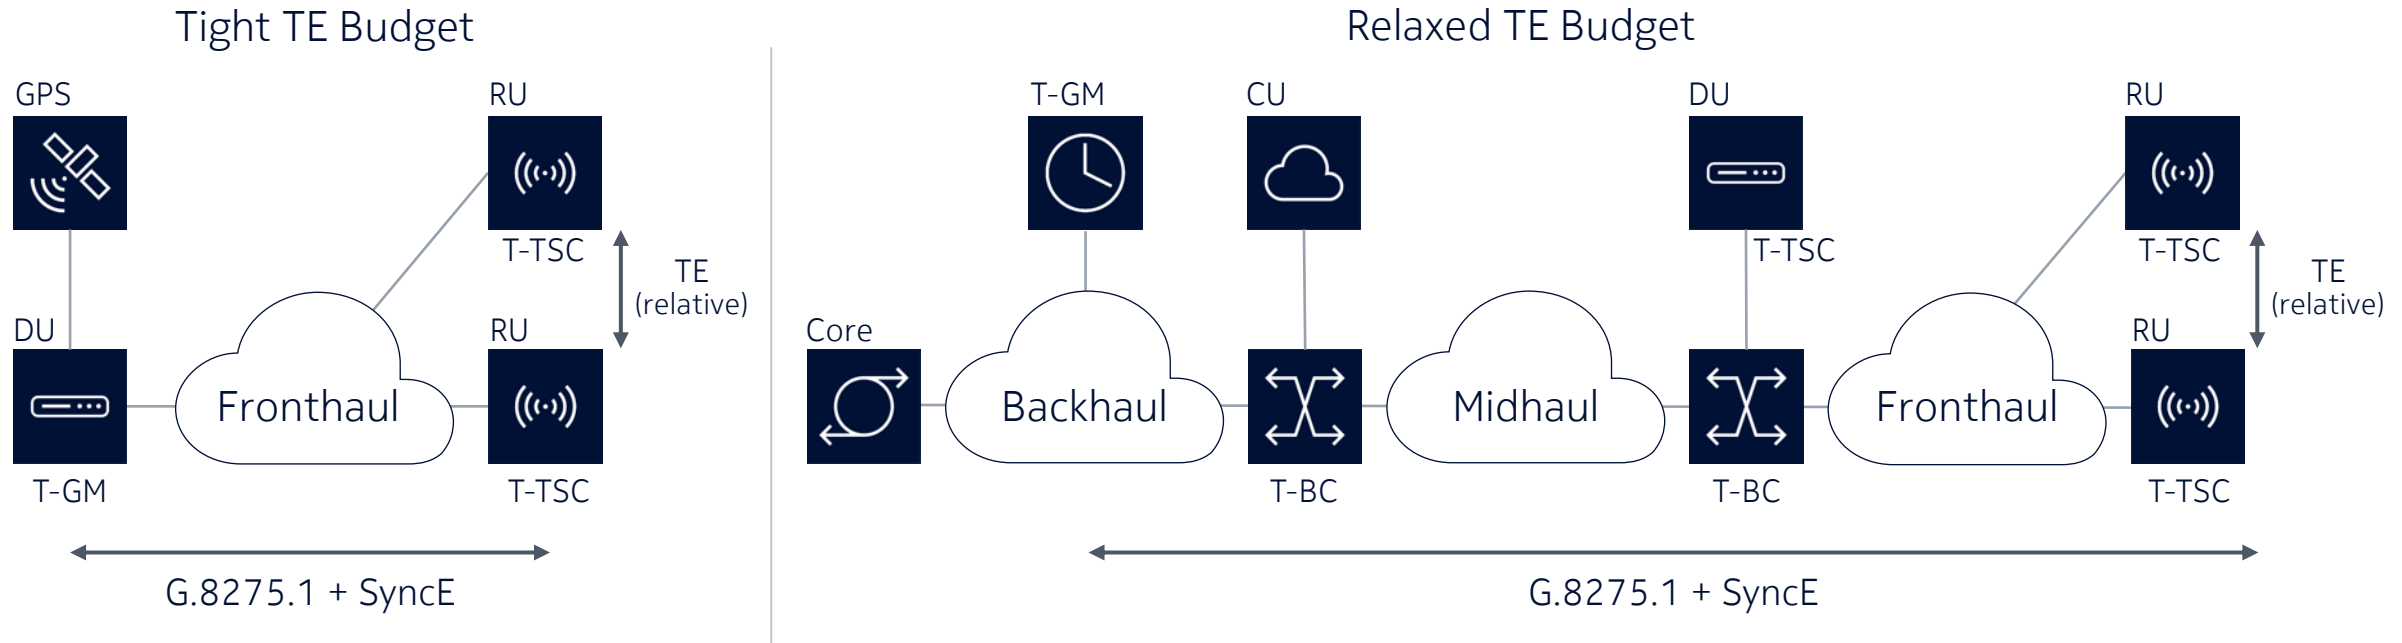 Tight TE Budget
GPS
RU
T-TSC
TE
(relative)
DU
RU
Fronthaul
T-GM
T-TSC
G.8275.1 + SyncE
Relaxed TE Budget
T-GM
CU
DU
RU
T-TSC
T-TSC
TE
(relative)
Core
RU
Backhaul
Midhaul
Fronthaul
T-BC
T-BC
T-TSC
G.8275.1 + SyncE